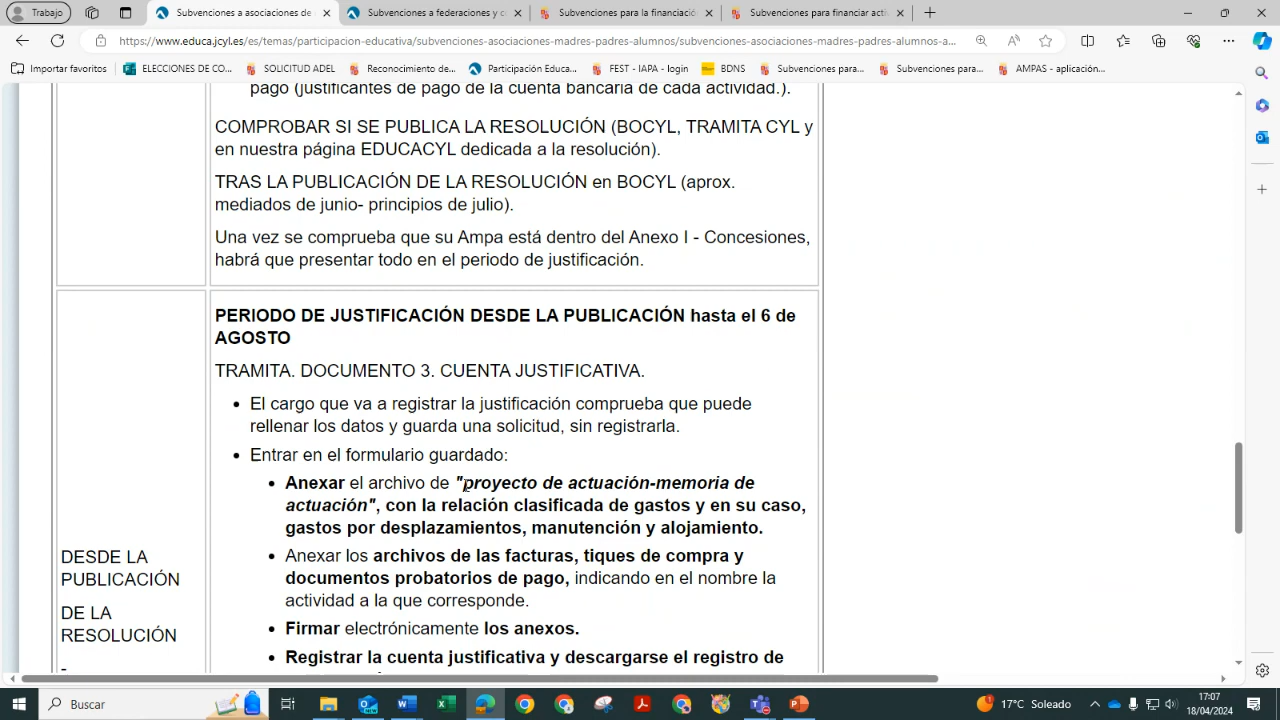 Trabajo
Subvenciones a asociaciones de
Subvenciones a federaciones y c
Subvenciones para la financiació
Subvenciones para financiar acti
https://www.educa.jcyl.es/es/temas/participacion-educativa/subvenciones-asociaciones-madres-padres-alumnos/subvenciones-asociaciones-madres-padres-alumnos-a...
Importar favoritos
ELECCIONES DE CO...
SOLICITUD ADEL
Reconocimiento de...
Participación Educa...
FEST - IAPA - login
BDNS
Subvenciones para...
Subvenciones para...
AMPAS - aplicación...
pago (justificantes de pago de la cuenta bancaria de cada actividad.).
COMPROBAR SI SE PUBLICA LA RESOLUCIÓN (BOCYL, TRAMITA CYL y
en nuestra página EDUCACYL dedicada a la resolución).
TRAS LA PUBLICACIÓN DE LA RESOLUCIÓN en BOCYL (aprox.
mediados de junio- principios de julio).
Una vez se comprueba que su Ampa está dentro del Anexo I - Concesiones,
habrá que presentar todo en el periodo de justificación.
PERIODO DE JUSTIFICACIÓN DESDE LA PUBLICACIÓN hasta el 6 de
AGOSTO
TRAMITA. DOCUMENTO 3. CUENTA JUSTIFICATIVA.
• El cargo que va a registrar la justificación comprueba que puede
rellenar los datos y guarda una solicitud, sin registrarla.
• Entrar en el formulario guardado:
• Anexar el archivo de "proyecto de actuación-memoria de
actuación", con la relación clasificada de gastos y en su caso,
gastos por desplazamientos, manutención y alojamiento.
• Anexar los archivos de las facturas, tiques de compra y
documentos probatorios de pago, indicando en el nombre la
actividad a la que corresponde.
• Firmar electrónicamente los anexos.
• Registrar la cuenta justificativa y descargarse el registro de
DESDE LA
PUBLICACIÓN
DE LA
RESOLUCIÓN
-
Buscar
17°C Soleado
17:07
18/04/2024